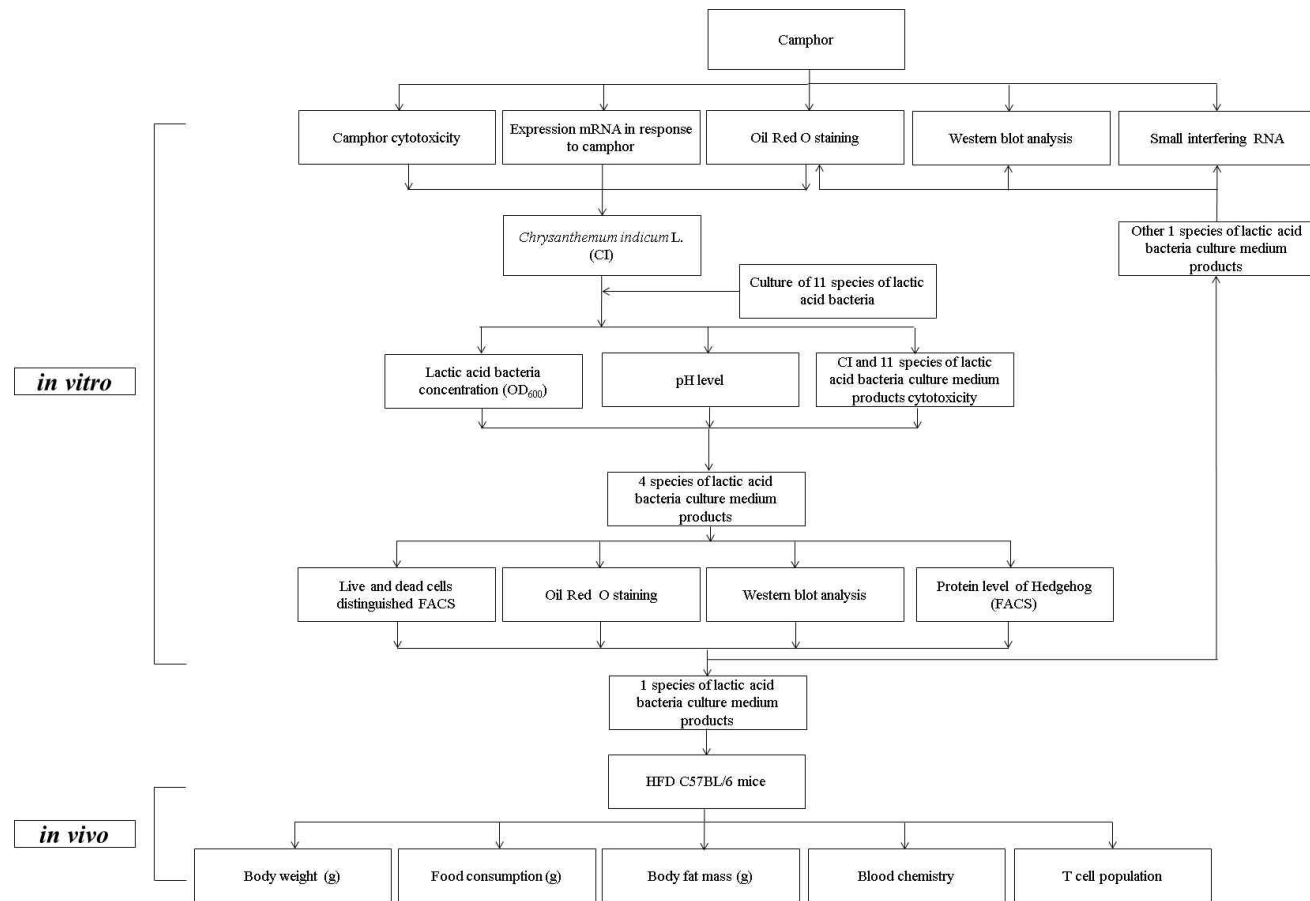 Camphor
Camphor cytotoxicity
Expression mRNA in response
to camphor
Oil Red O staining
Western blot analysis
Small interfering RNA
Chrysanthemum indicum L.
(CI)
Other 1 species of lactic acid
bacteria culture medium
products
Culture of 11 species of lactic
acid bacteria
in vitro
Lactic acid bacteria
concentration (OD600)
pH level
CI and 11 species of lactic
acid bacteria culture medium
products cytotoxicity
4 species of lactic acid
bacteria culture medium
products
Live and dead cells
distinguished FACS
Oil Red O staining
Western blot analysis
Protein level of Hedgehog
(FACS)
1 species of lactic acid
bacteria culture medium
products
HFD C57BL/6 mice
in vivo
Body weight (g)
Food consumption (g)
Body fat mass (g)
Blood chemistry
T cell population